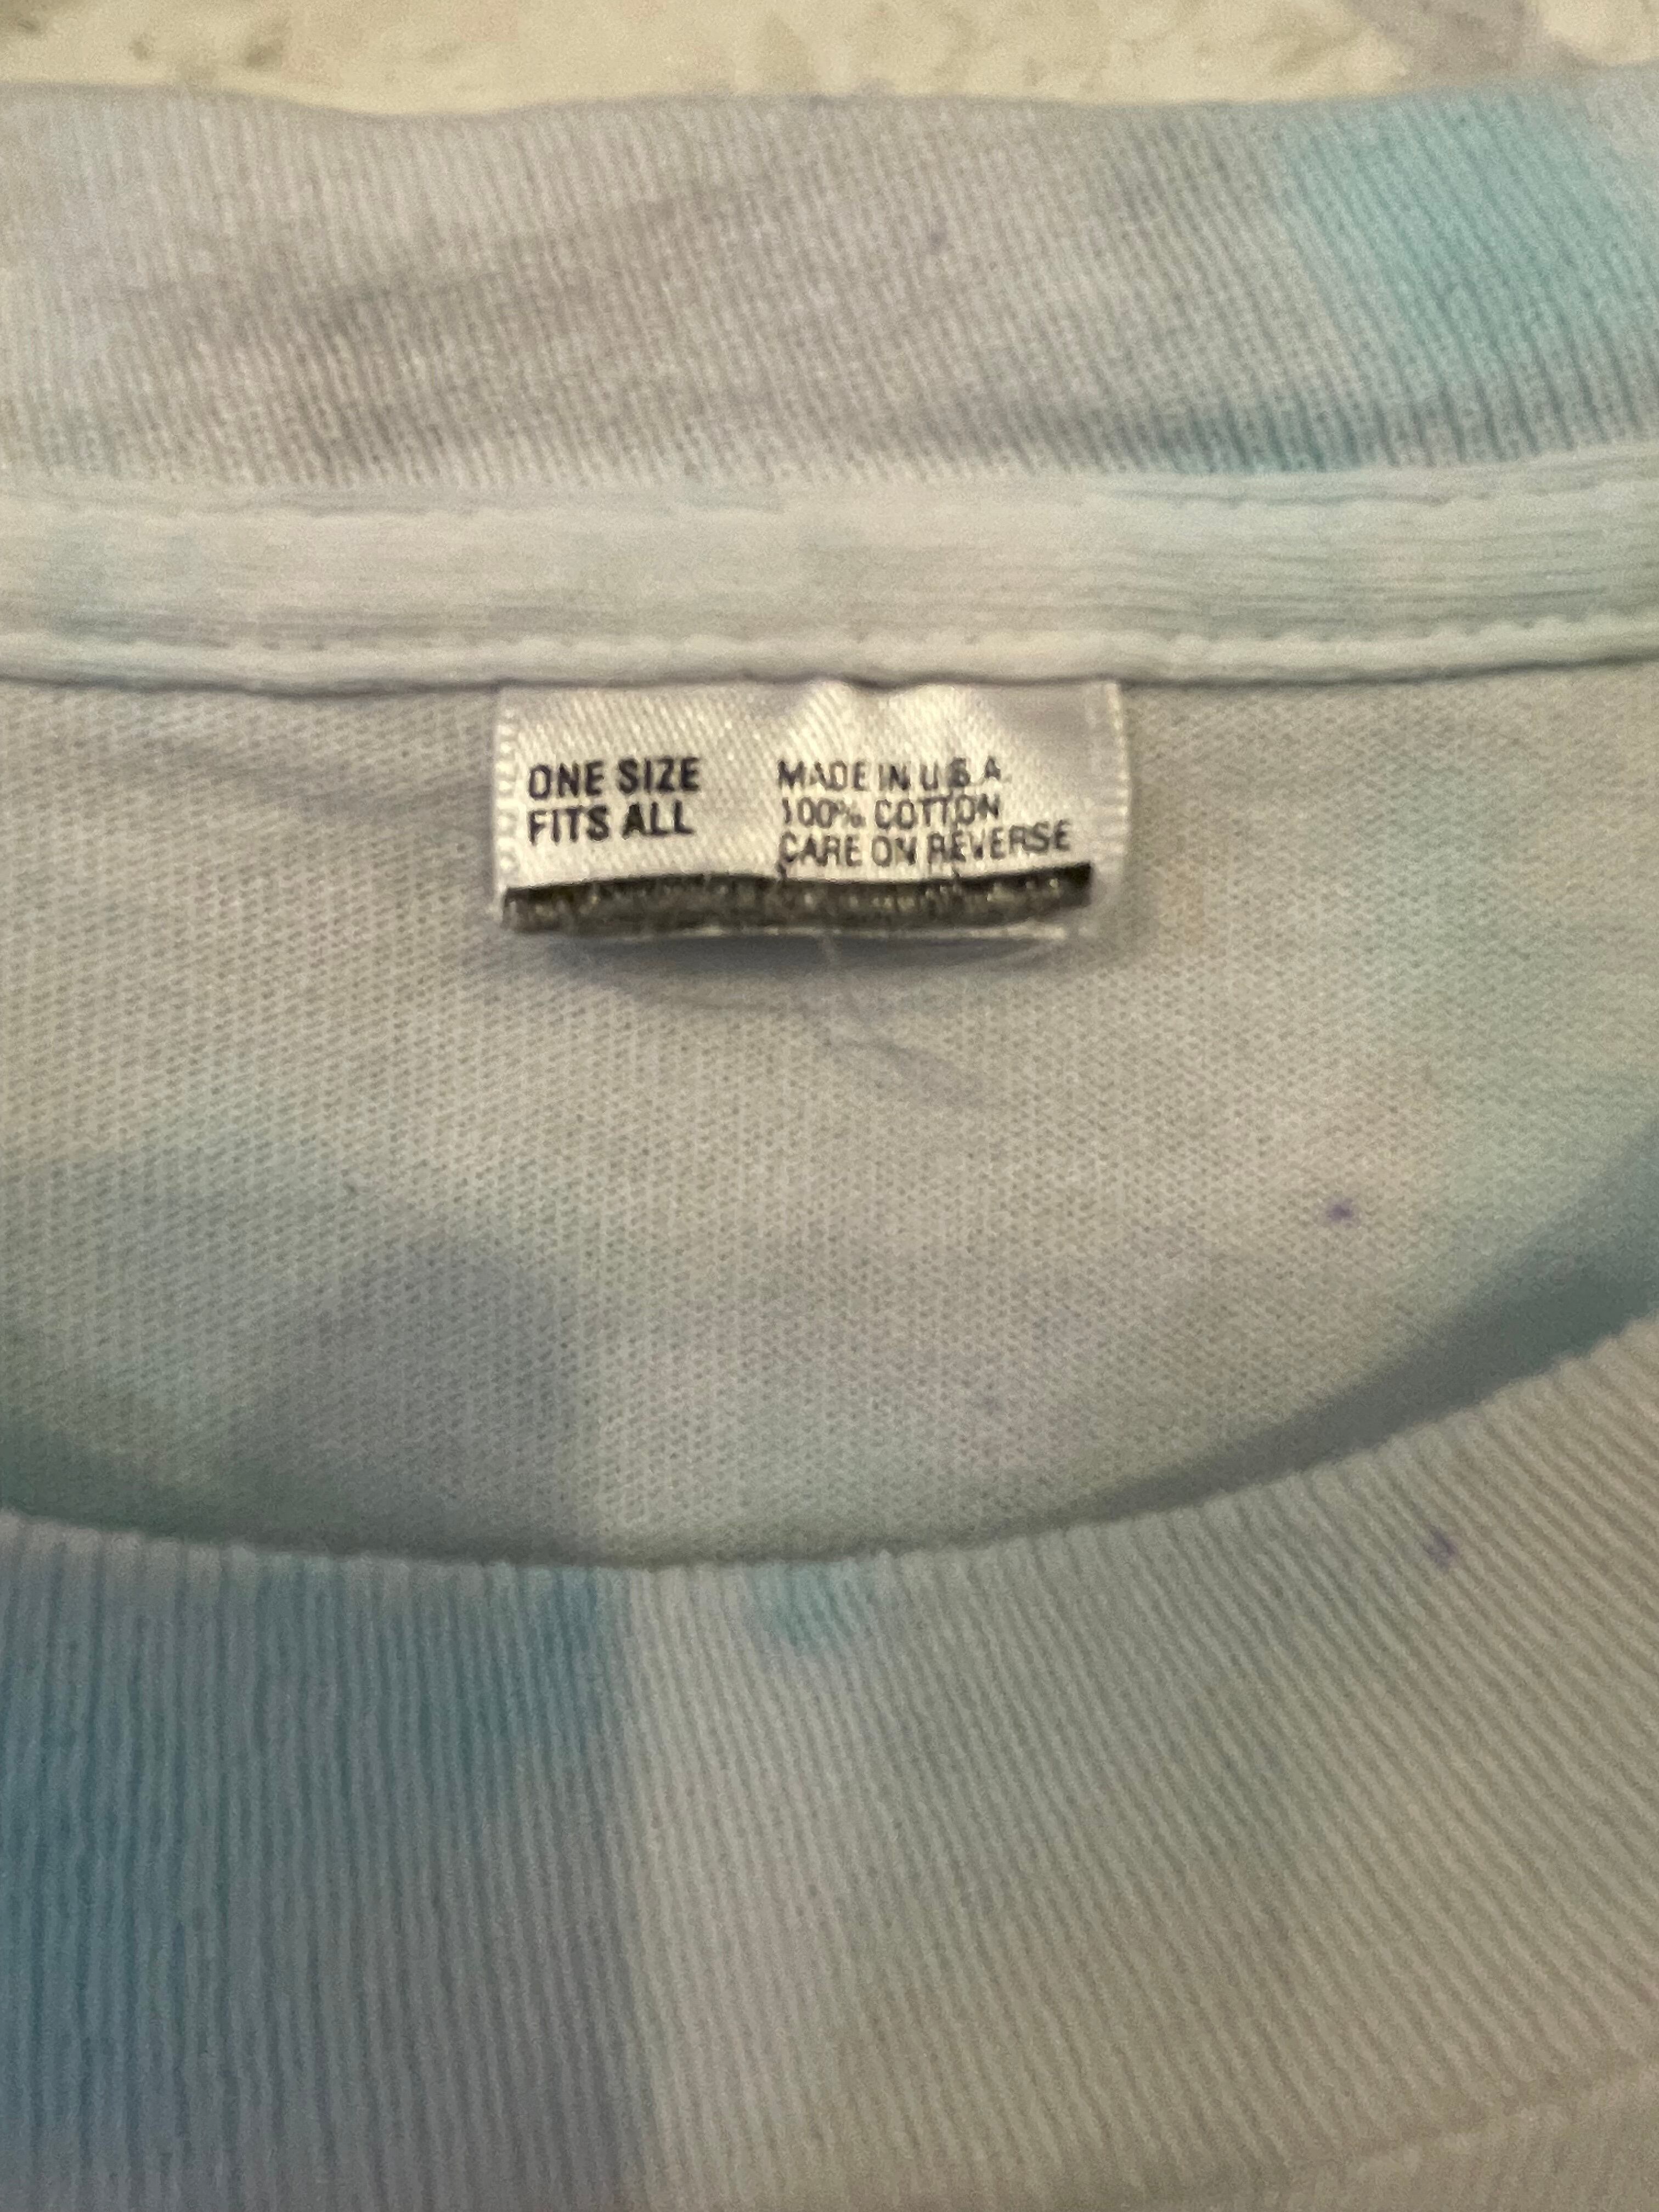 ONE SIZE
FITS ALL
MADE IN U.S.A.
100% COTTON
CARE ON REVERSE